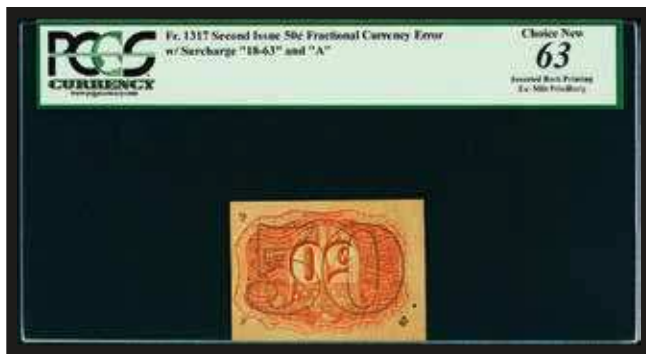 PCGS
CURRENCY
Fr. 1317 Second Issue 50¢ Fractional Currency Error
w/ Surcharge "18-63" and "A"
Choice New
63
Inverted Back Printing
Ex: Milt Friedberg
50